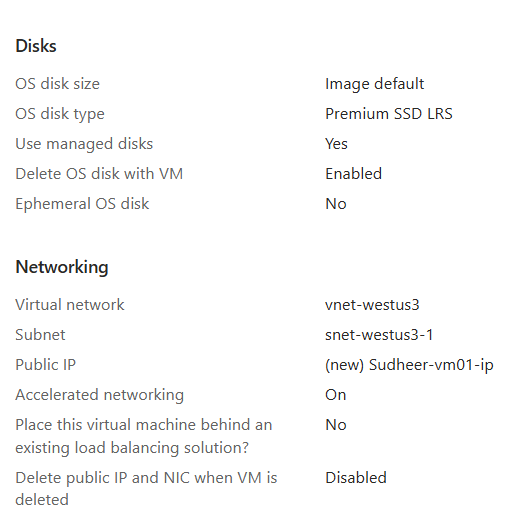 Disks
OS disk size Image default
OS disk type Premium SSD LRS
Use managed disks Yes
Delete OS disk with VM Enabled
Ephemeral OS disk No
Networking
Virtual network vnet-westus3
Subnet snet-westus3-1
Public IP (new) Sudheer-vm01-ip
Accelerated networking On
Place this virtual machine behind an No
existing load balancing solution?
Delete public IP and NIC when VM is Disabled
deleted